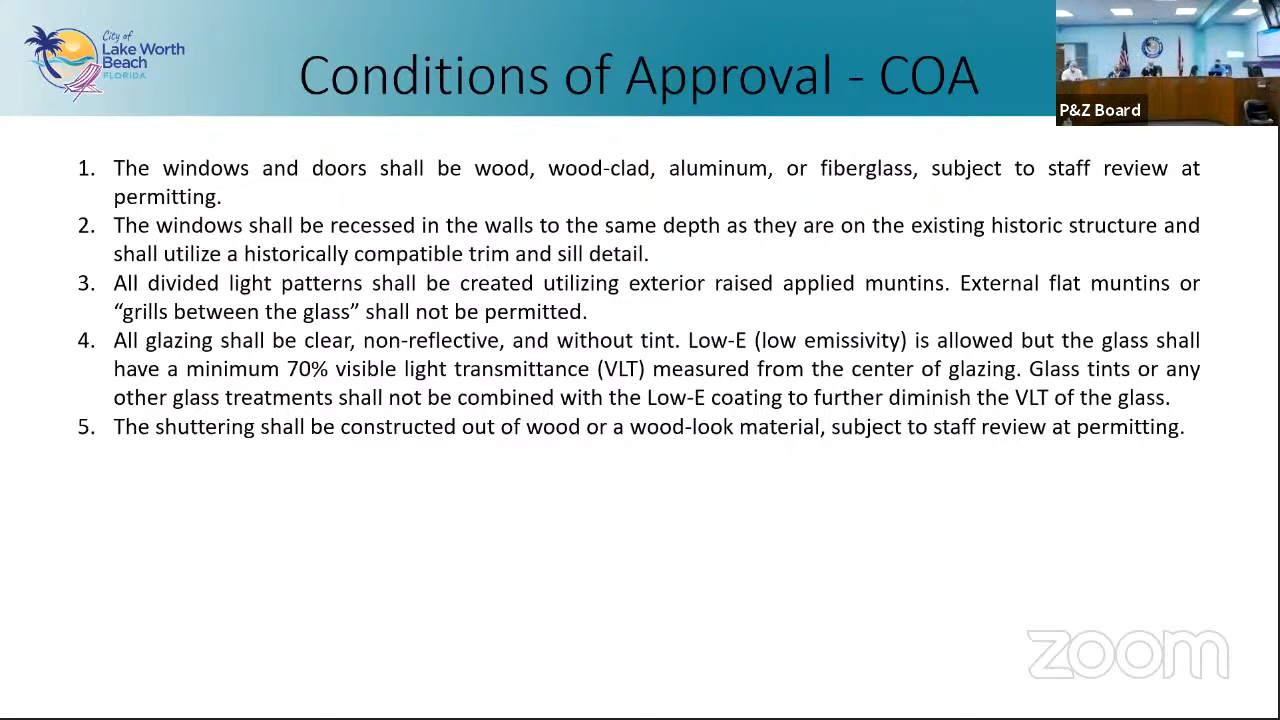 City of
Lake Worth
Beach
FLORIDA
Conditions of Approval - COA
P&Z Board
1. The windows and doors shall be wood, wood-clad, aluminum, or fiberglass, subject to staff review at
permitting.
2. The windows shall be recessed in the walls to the same depth as they are on the existing historic structure and
shall utilize a historically compatible trim and sill detail.
3. All divided light patterns shall be created utilizing exterior raised applied muntins. External flat muntins or
“grills between the glass” shall not be permitted.
4. All glazing shall be clear, non-reflective, and without tint. Low-E (low emissivity) is allowed but the glass shall
have a minimum 70% visible light transmittance (VLT) measured from the center of glazing. Glass tints or any
other glass treatments shall not be combined with the Low-E coating to further diminish the VLT of the glass.
5. The shuttering shall be constructed out of wood or a wood-look material, subject to staff review at permitting.
zoom